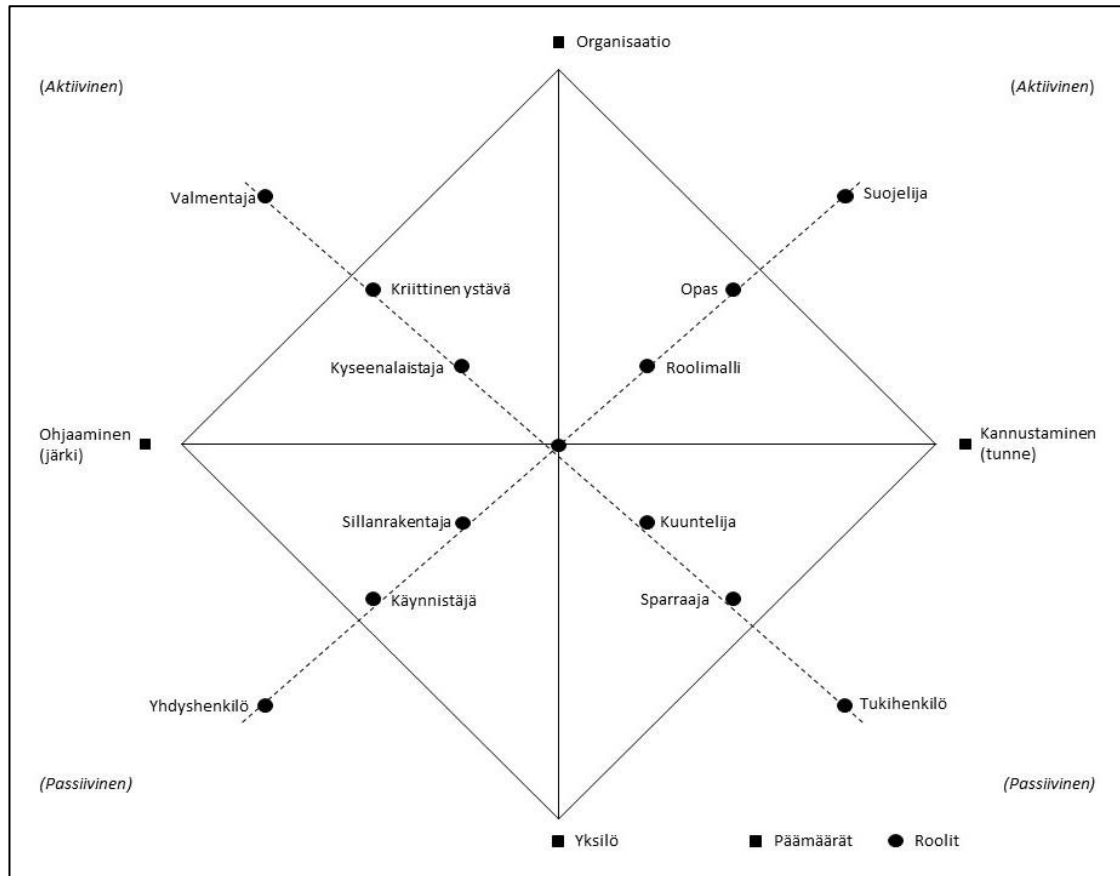 Organisaatio
(Aktiivinen)
(Aktiivinen)
Valmentaja
Suojelija
Kriittinen ystävä
Opas
Kyseenalaistaja
Roolimalli
Ohjaaminen
(järki)
Kannustaminen
(tunne)
Sillanrakentaja
Kuuntelija
Käynnistäjä
Sparraaja
Yhdyshenkilö
Tukihenkilö
(Passiivinen)
(Passiivinen)
Yksilö
Päämäärät
Roolit